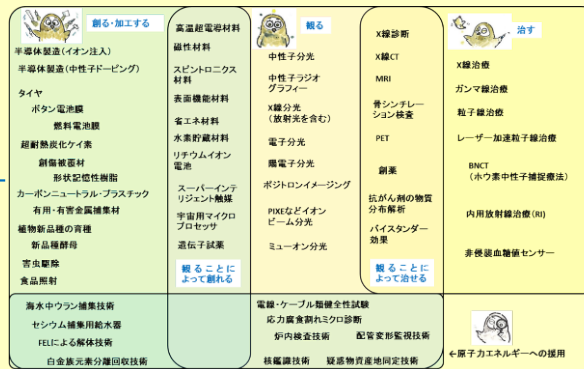 創る・加工する
半導体製造(イオン注入)
半導体製造(中性子ドーピング)
タイヤ
ボタン電池膜
燃料電池膜
超耐熱炭化ケイ素
創傷被覆材
形状記憶性樹脂
カーボンニュートラル・プラスチック
有用・有害金属捕集材
植物新品種の育種
新品種酵母
害虫駆除
食品照射
高温超電導材料
磁性材料
スピントロニクス
材料
表面機能材料
省エネ材料
水素貯蔵材料
リチウムイオン
電池
スーパーインテ
リジェント触媒
宇宙用マイクロ
プロセッサ
遺伝子試薬
観ることに
よって創れる
観る
中性子分光
中性子ラジオ
グラフィー
X線分光
(放射光を含む)
電子分光
陽電子分光
ポジトロンイメージング
PIXEなどイオン
ビーム分光
ミューオン分光
X線診断
X線CT
MRI
骨シンチレー
ション検査
PET
創薬
抗がん剤の物質
分布解析
バイスタンダー
効果
観ることに
よって治せる
治す
X線治療
ガンマ線治療
粒子線治療
レーザー加速粒子線治療
BNCT
(ホウ素中性子捕捉療法)
内用放射線治療(RI)
非侵襲血糖値センサー
海水中ウラン捕集技術
セシウム捕集用給水器
FELによる解体技術
白金族元素分離回収技術
電線・ケーブル類健全性試験
応力腐食割れミクロ診断
炉内検査技術
配管変形監視技術
核鑑識技術
疑惑物資産地同定技術
←原子力エネルギーへの援用